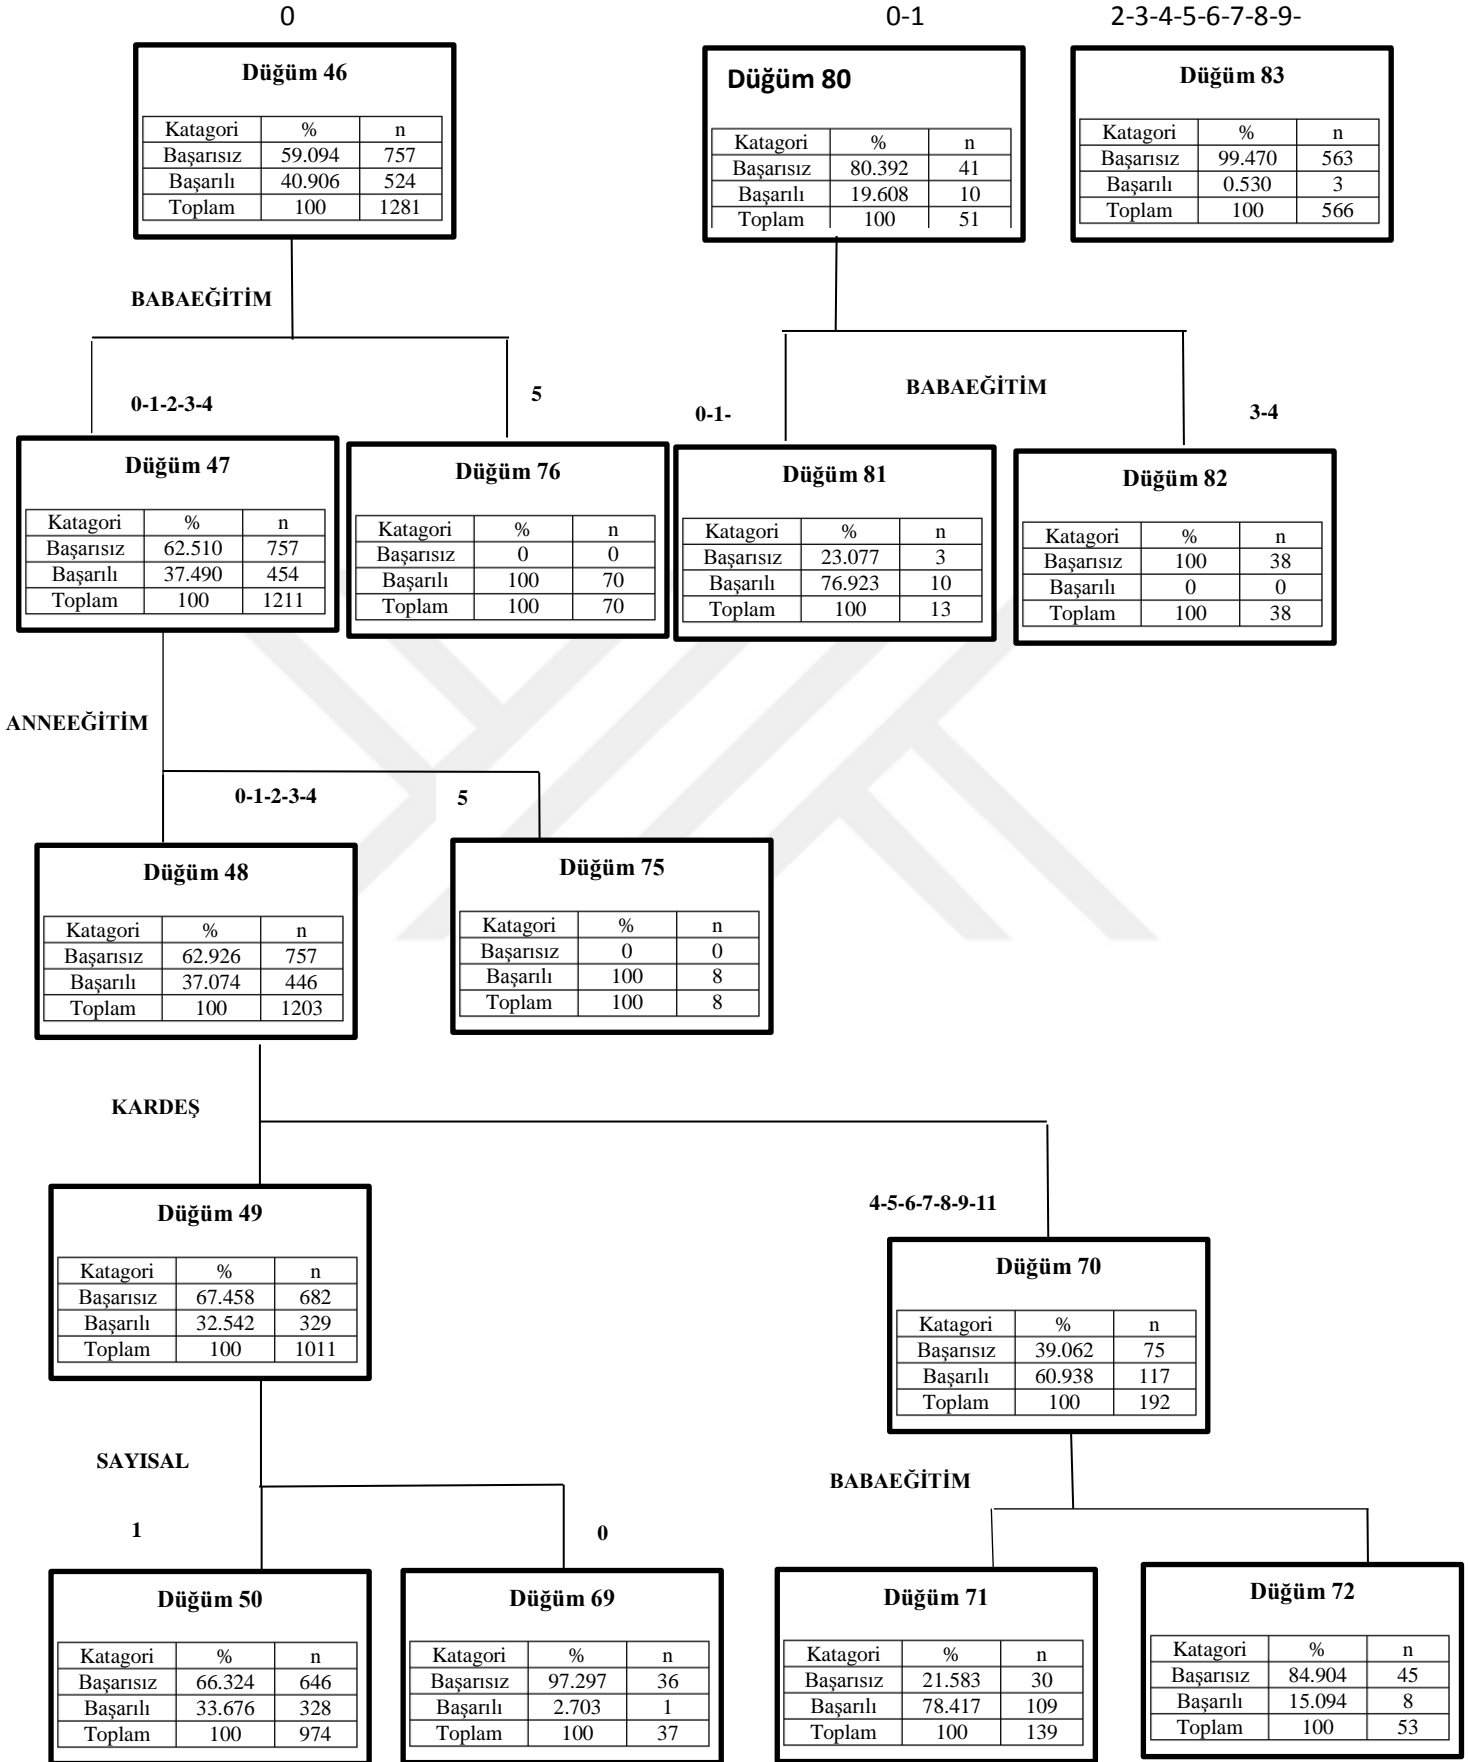 0
0-1
2-3-4-5-6-7-8-9-
Düğüm 46
Katagori % n
Başarısız 59.094 757
Başarılı 40.906 524
Toplam 100 1281
Düğüm 80
Katagori % n
Başarısız 80.392 41
Başarılı 19.608 10
Toplam 100 51
Düğüm 83
Katagori % n
Başarısız 99.470 563
Başarılı 0.530 3
Toplam 100 566
BABAEĞİTİM
0-1-2-3-4
5
BABAEĞİTİM
0-1-
3-4
Düğüm 47
Katagori % n
Başarısız 62.510 757
Başarılı 37.490 454
Toplam 100 1211
Düğüm 76
Katagori % n
Başarısız 0 0
Başarılı 100 70
Toplam 100 70
Düğüm 81
Katagori % n
Başarısız 23.077 3
Başarılı 76.923 10
Toplam 100 13
Düğüm 82
Katagori % n
Başarısız 100 38
Başarılı 0 0
Toplam 100 38
ANNEEĞİTİM
0-1-2-3-4
5
Düğüm 48
Katagori % n
Başarısız 62.926 757
Başarılı 37.074 446
Toplam 100 1203
Düğüm 75
Katagori % n
Başarısız 0 0
Başarılı 100 8
Toplam 100 8
KARDEŞ
4-5-6-7-8-9-11
Düğüm 49
Katagori % n
Başarısız 67.458 682
Başarılı 32.542 329
Toplam 100 1011
Düğüm 70
Katagori % n
Başarısız 39.062 75
Başarılı 60.938 117
Toplam 100 192
SAYISAL
1
0
BABAEĞİTİM
Düğüm 50
Katagori % n
Başarısız 66.324 646
Başarılı 33.676 328
Toplam 100 974
Düğüm 69
Katagori % n
Başarısız 97.297 36
Başarılı 2.703 1
Toplam 100 37
Düğüm 71
Katagori % n
Başarısız 21.583 30
Başarılı 78.417 109
Toplam 100 139
Düğüm 72
Katagori % n
Başarısız 84.904 45
Başarılı 15.094 8
Toplam 100 53